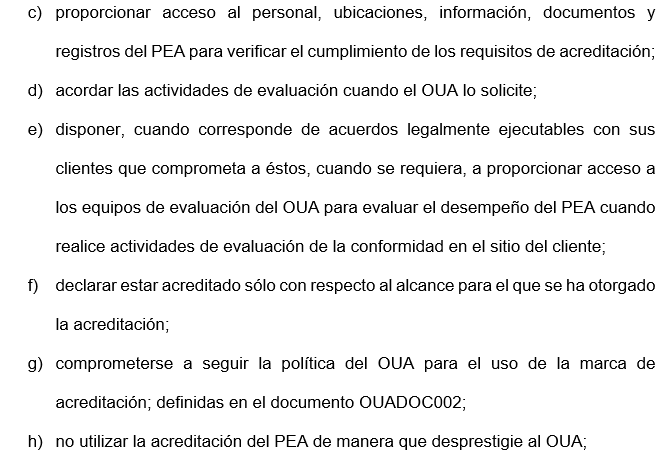 c) proporcionar acceso al personal, ubicaciones, información, documentos y
registros del PEA para verificar el cumplimiento de los requisitos de acreditación;
d) acordar las actividades de evaluación cuando el OUA lo solicite;
e) disponer, cuando corresponde de acuerdos legalmente ejecutables con sus
clientes que comprometa a éstos, cuando se requiera, a proporcionar acceso a
los equipos de evaluación del OUA para evaluar el desempeño del PEA cuando
realice actividades de evaluación de la conformidad en el sitio del cliente;
f) declarar estar acreditado sólo con respecto al alcance para el que se ha otorgado
la acreditación;
g) comprometerse a seguir la política del OUA para el uso de la marca de
acreditación; definidas en el documento OUADOC002;
h) no utilizar la acreditación del PEA de manera que desprestigie al OUA;